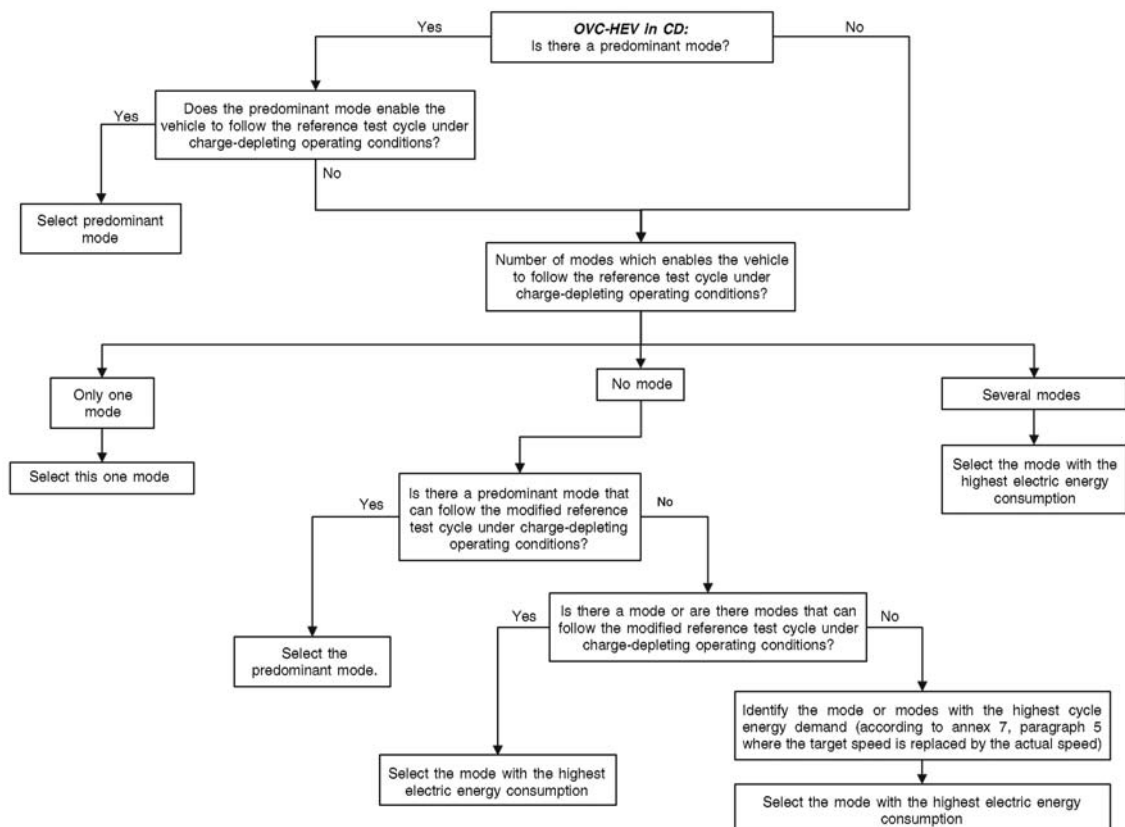 OVC-HEV in CD:
Is there a predominant mode?
Yes
No
Does the predominant mode enable the
vehicle to follow the reference test cycle under
charge-depleting operating conditions?
Yes
No
Select predominant
mode
Number of modes which enables the vehicle
to follow the reference test cycle under
charge-depleting operating conditions?
Only one
mode
No mode
Several modes
Select this one mode
Select the mode with the
highest electric energy
consumption
Is there a predominant mode that
can follow the modified reference
test cycle under charge-depleting
operating conditions?
Yes
No
Select the
predominant mode.
Is there a mode or are there modes that can
follow the modified reference test cycle under
charge-depleting operating conditions?
Yes
No
Select the mode with the highest
electric energy consumption
Identify the mode or modes with the highest cycle
energy demand (according to annex 7, paragraph 5
where the target speed is replaced by the actual speed)
Select the mode with the highest electric energy
consumption